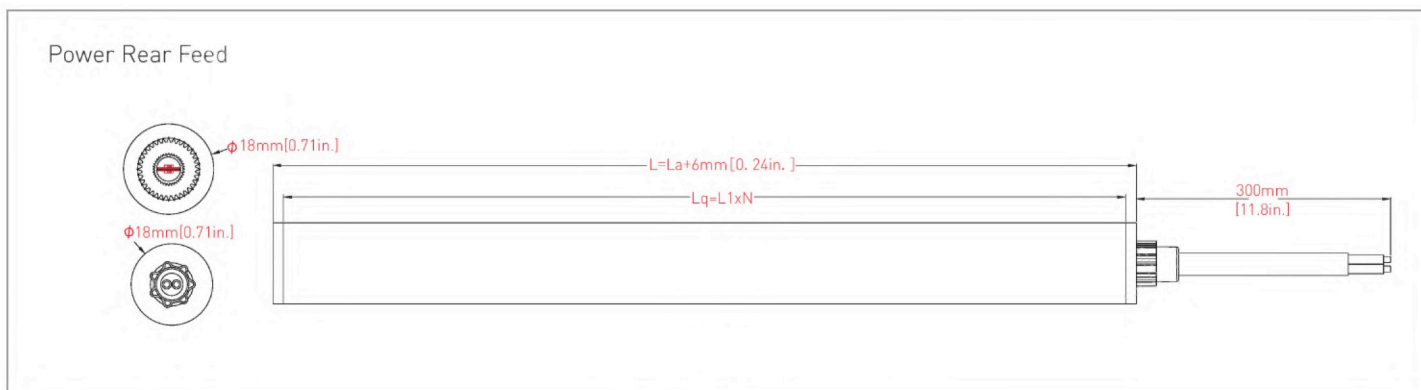 Power Rear Feed
ϕ18mm[0.71in.]
L=La+6mm[0. 24in. ]
Lq=L1xN
300mm
[11.8in.]
ϕ18mm[0.71in.]